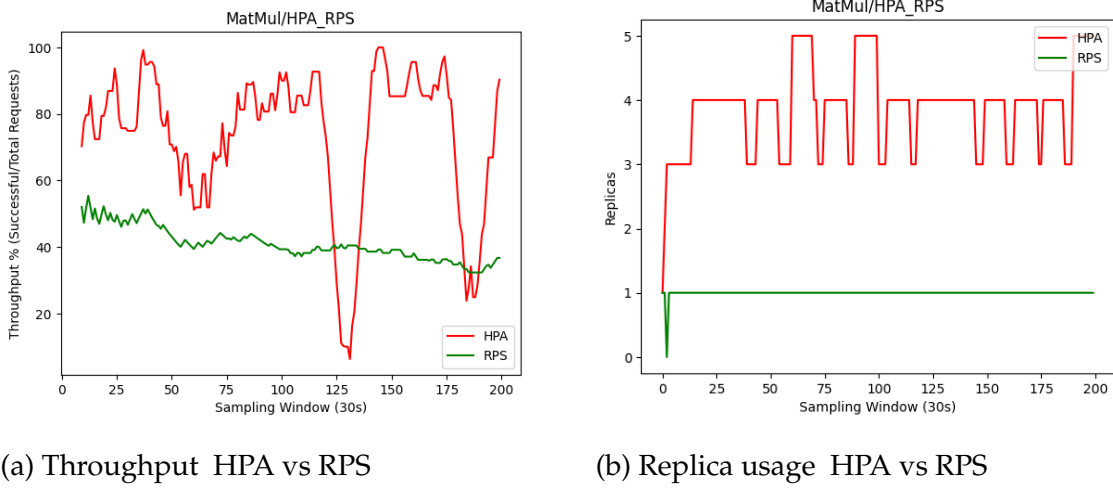 MatMul/HPA_RPS
100
80
60
40
20
Throughput % (Successful/Total Requests)
HPA
RPS
0 25 50 75 100 125 150 175 200
Sampling Window (30s)
(a) Throughput HPA vs RPS
MatMul/HPA_RPS
5
4
3
2
1
0
Replicas
HPA
RPS
0 25 50 75 100 125 150 175 200
Sampling Window (30s)
(b) Replica usage HPA vs RPS